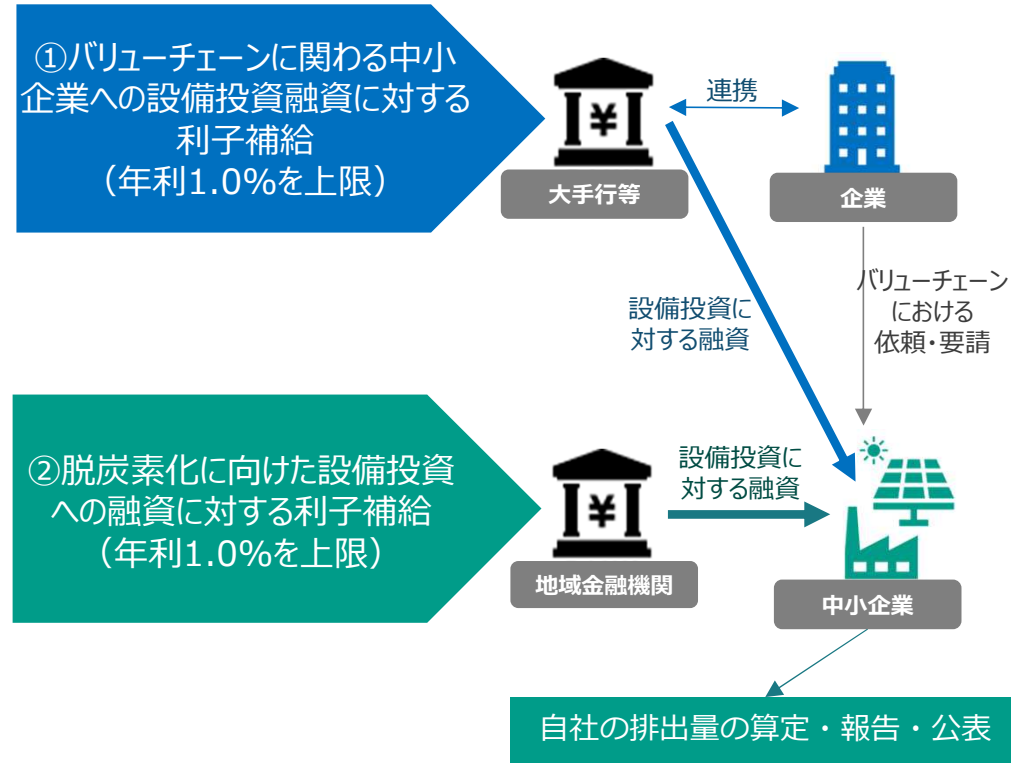 ①バリューチェーンに関わる中小
企業への設備投資融資に対する
利子補給
（年利1.0%を上限）
¥
連携
大手行等
企業
設備投資に
対する融資
バリューチェーン
における
依頼・要請
②脱炭素化に向けた設備投資
への融資に対する利子補給
（年利1.0%を上限）
¥
設備投資に
対する融資
地域金融機関
中小企業
自社の排出量の算定・報告・公表